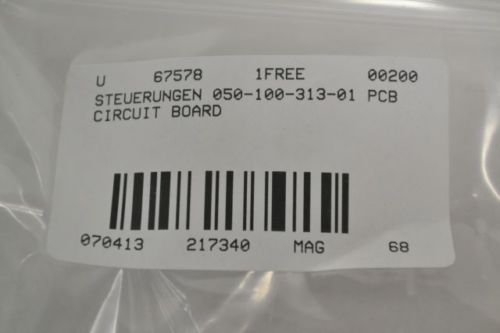 U 67578 1FREE 00200
STEUERUNGEN 050-100-313-01 PCB
CIRCUIT BOARD
070413 217340 MAG 68